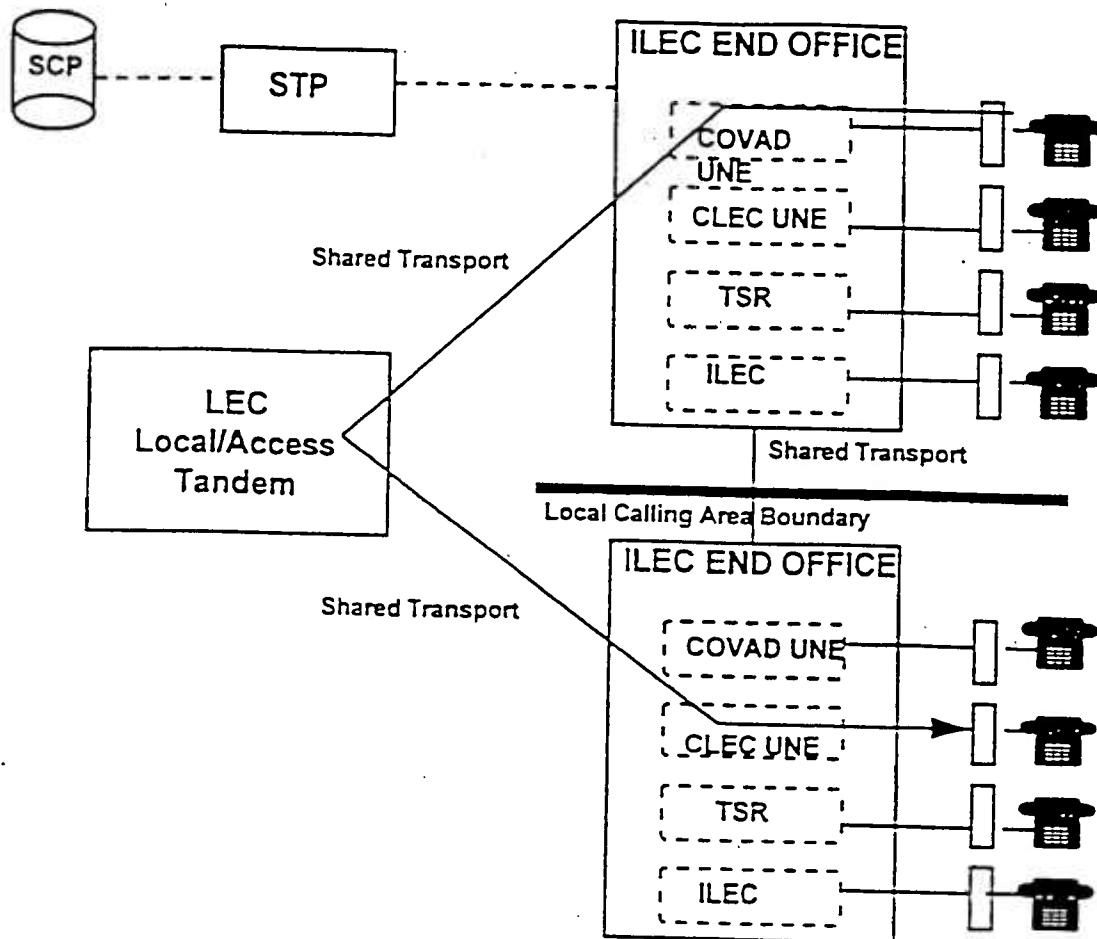 SCP
STP
ILEC END OFFICE
COVAD
UNE
CLEC UNE
TSR
ILEC
Shared Transport
LEC
Local/Access
Tandem
Shared Transport
Local Calling Area Boundary
Shared Transport
ILEC END OFFICE
COVAD UNE
CLEC UNE
TSR
ILEC